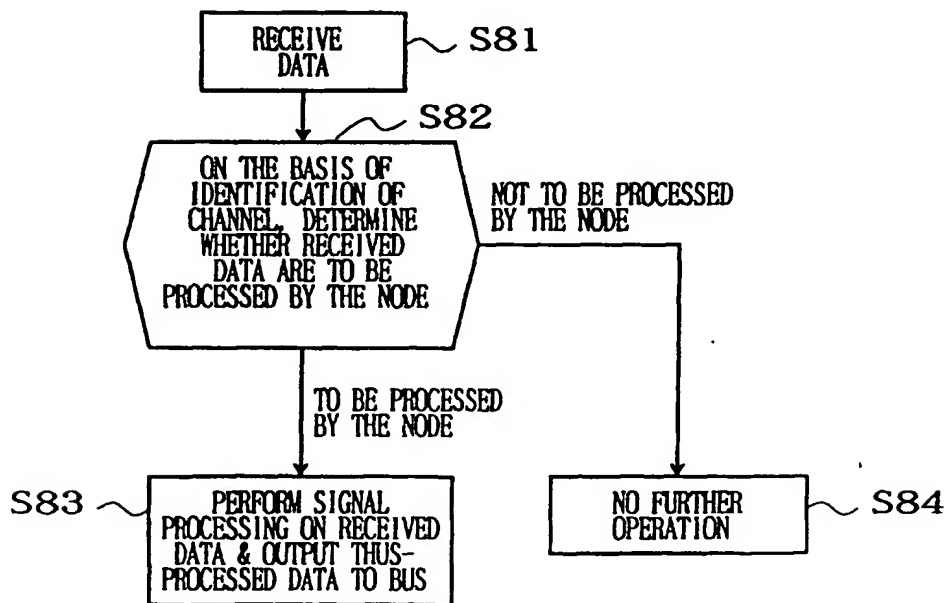 RECEIVE
DATA
S81
S82
ON THE BASIS OF
IDENTIFICATION OF
CHANNEL, DETERMINE
WHETHER RECEIVED
DATA ARE TO BE
PROCESSED BY THE NODE
NOT TO BE PROCESSED
BY THE NODE
TO BE PROCESSED
BY THE NODE
S83
PERFORM SIGNAL
PROCESSING ON RECEIVED
DATA & OUTPUT THUS-
PROCESSED DATA TO BUS
NO FURTHER
OPERATION
S84